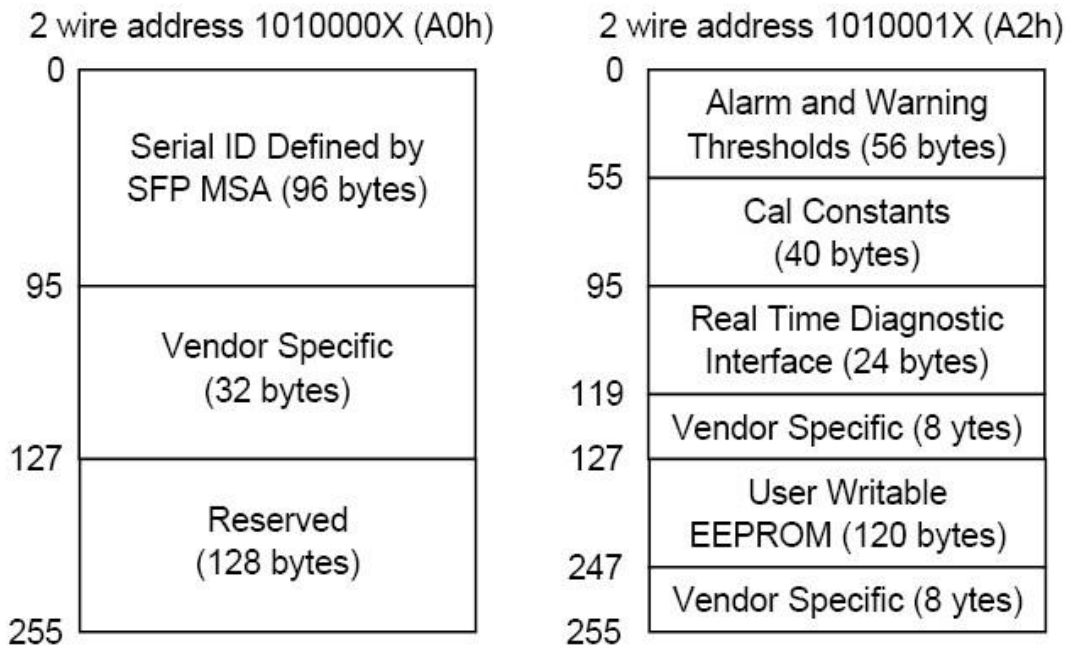 2 wire address 1010000X (A0h)
0
Serial ID Defined by
SFP MSA (96 bytes)
95
Vendor Specific
(32 bytes)
127
Reserved
(128 bytes)
255
2 wire address 1010001X (A2h)
0
Alarm and Warning
Thresholds (56 bytes)
55
Cal Constants
(40 bytes)
95
Real Time Diagnostic
Interface (24 bytes)
119
Vendor Specific (8 ytes)
127
User Writable
EEPROM (120 bytes)
247
Vendor Specific (8 ytes)
255